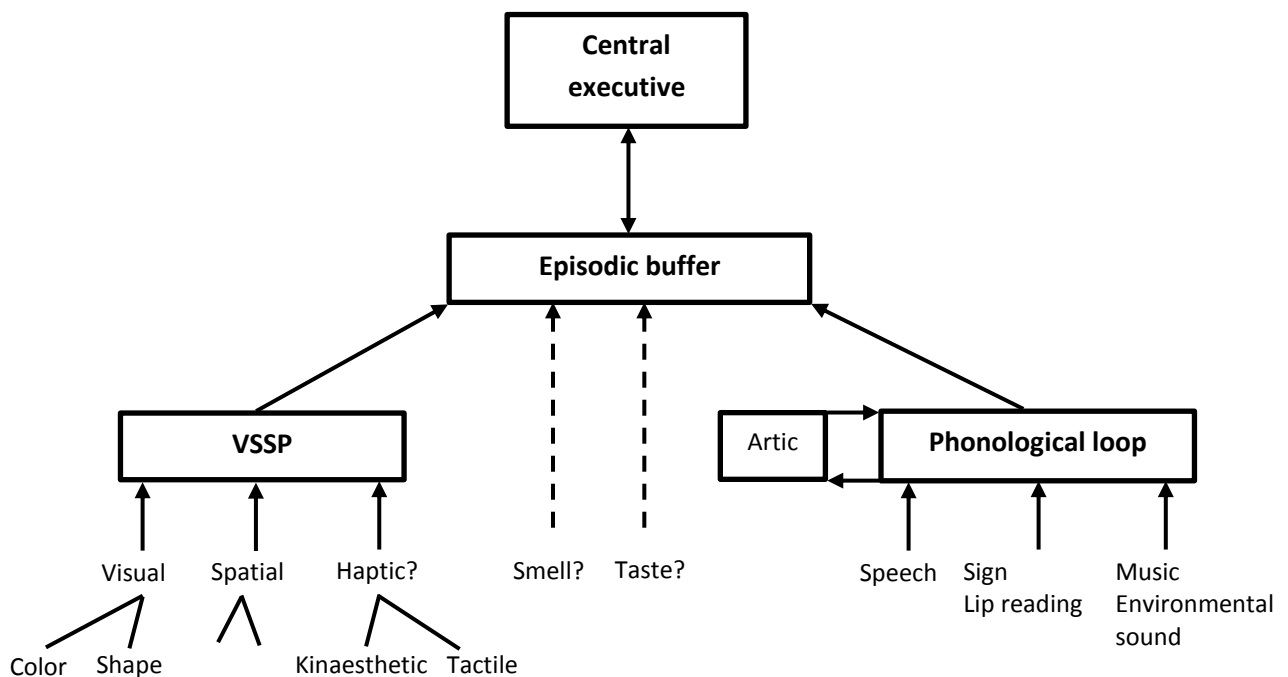 Central
executive
Episodic buffer
VSSP
Artic
Phonological loop
Visual
Spatial
Haptic?
Smell?
Taste?
Speech
Sign
Lip reading
Music
Environmental
sound
Color
Shape
Kinaesthetic
Tactile